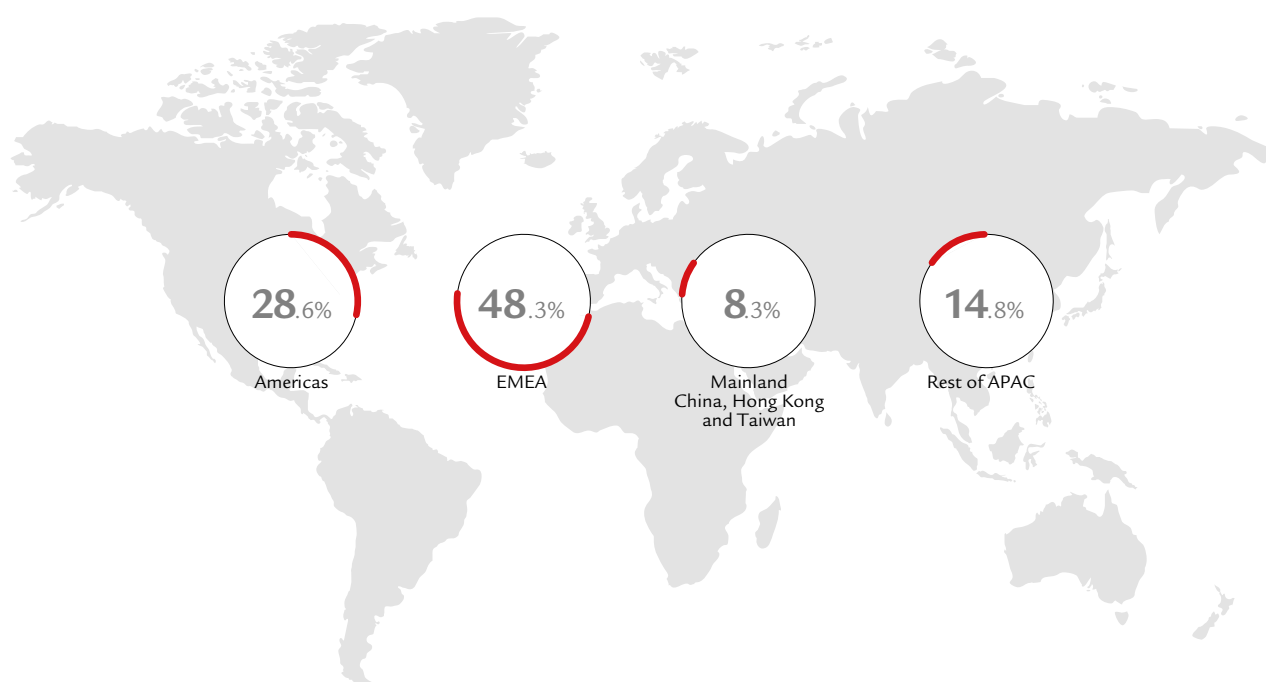 28.6%
Americas
48.3%
EMEA
8.3%
Mainland
China, Hong Kong
and Taiwan
14.8%
Rest of APAC